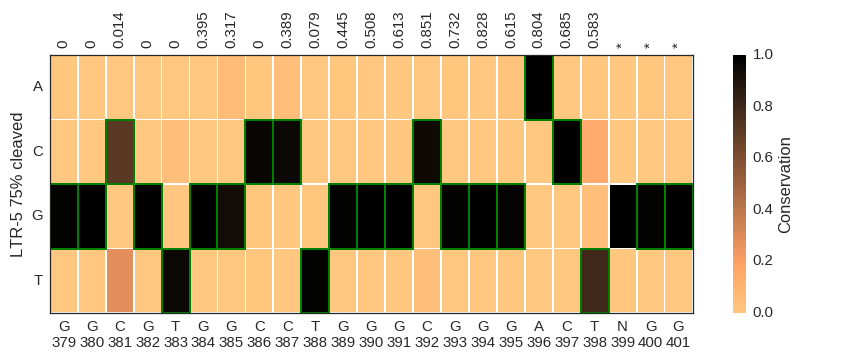 0 0 0.014 0 0 0.395 0.317 0 0.389 0.079 0.445 0.508 0.613 0.851 0.732 0.828 0.615 0.804 0.685 0.583 * * *
LTR-5 75% cleaved
A
C
G
T
G G C G T G G C C T G G G C G G G A C T N G G
379 380 381 382 383 384 385 386 387 388 389 390 391 392 393 394 395 396 397 398 399 400 401
1.0
0.8
0.6
0.4
0.2
0.0
Conservation